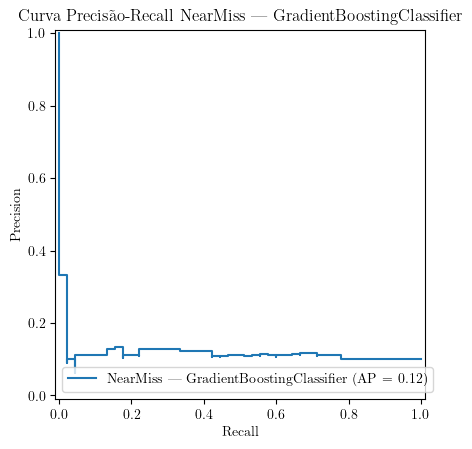 Curva Precisão-Recall NearMiss — GradientBoostingClassifier
1.0
0.8
0.6
0.4
0.2
0.0
Precision
NearMiss — GradientBoostingClassifier (AP = 0.12)
0.0 0.2 0.4 0.6 0.8 1.0
Recall